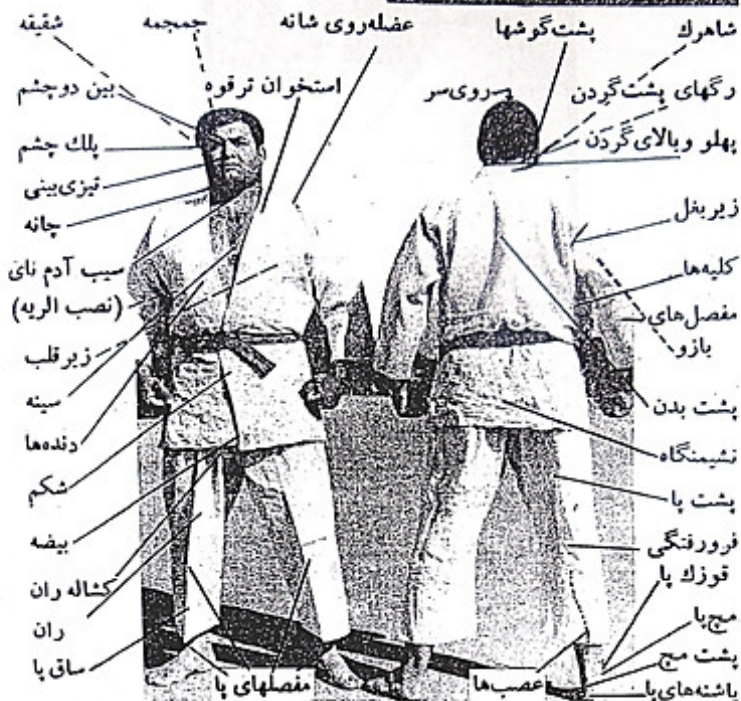 شاهرك
پشت‌گوشها
عضله‌روی شانه
جمجمه
شقیقه
رگهای پشت‌گردن
روی‌سر
استخوان ترقوه
بین دو چشم
پهلو و بالای‌گردن
پلك چشم
تیزی‌بینی
چانه
زیربغل
سیب آدم نای
(نصب الریه)
کلیه‌ها
مفصل‌های
بازو
زیرقلب
سینه
پشت بدن
دنده‌ها
نشیمنگاه
شکم
پشت پا
بیضه
فرورفتگی
قوزك پا
کشاله ران
ران
مچ‌پا
پشت مچ
ساق پا
مفصلهای پا
عصب‌ها
پاشنه‌های‌پا